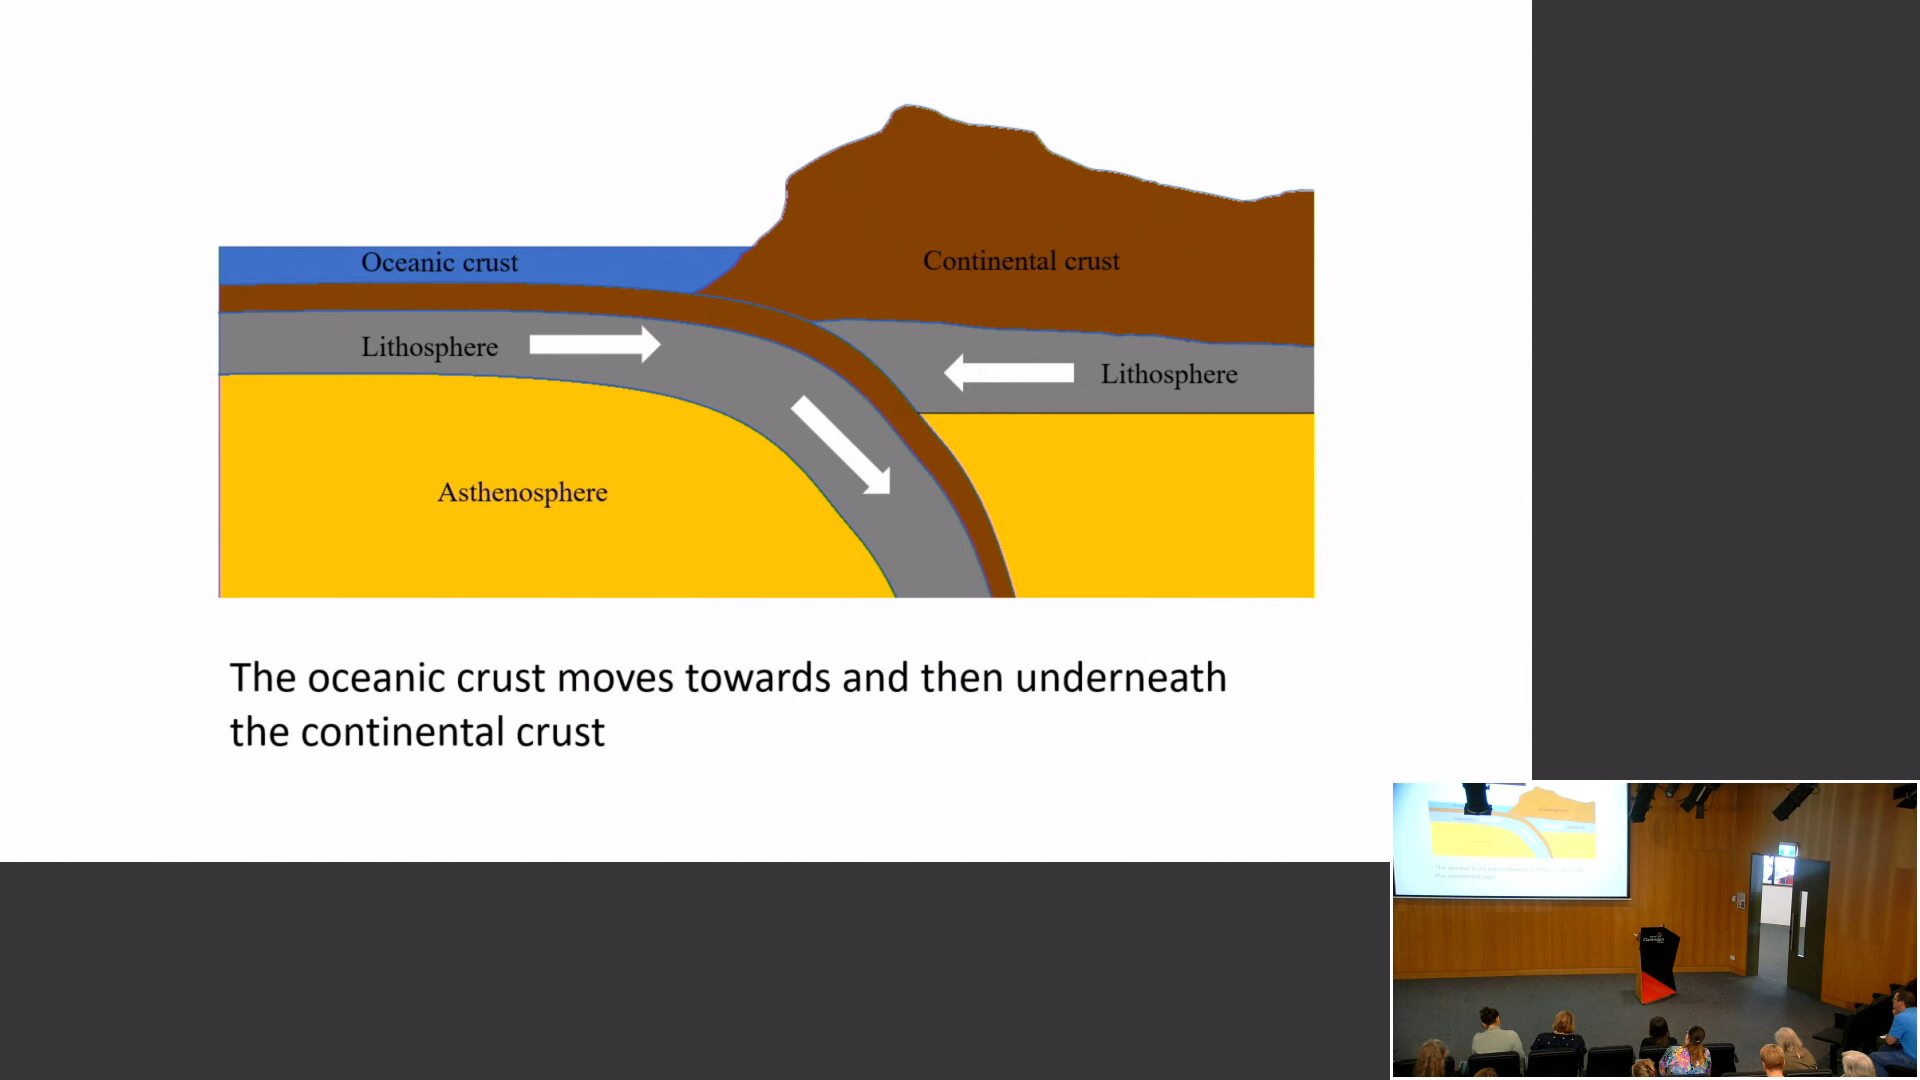 Oceanic crust
Continental crust
Lithosphere
Lithosphere
Asthenosphere
The oceanic crust moves towards and then underneath
the continental crust